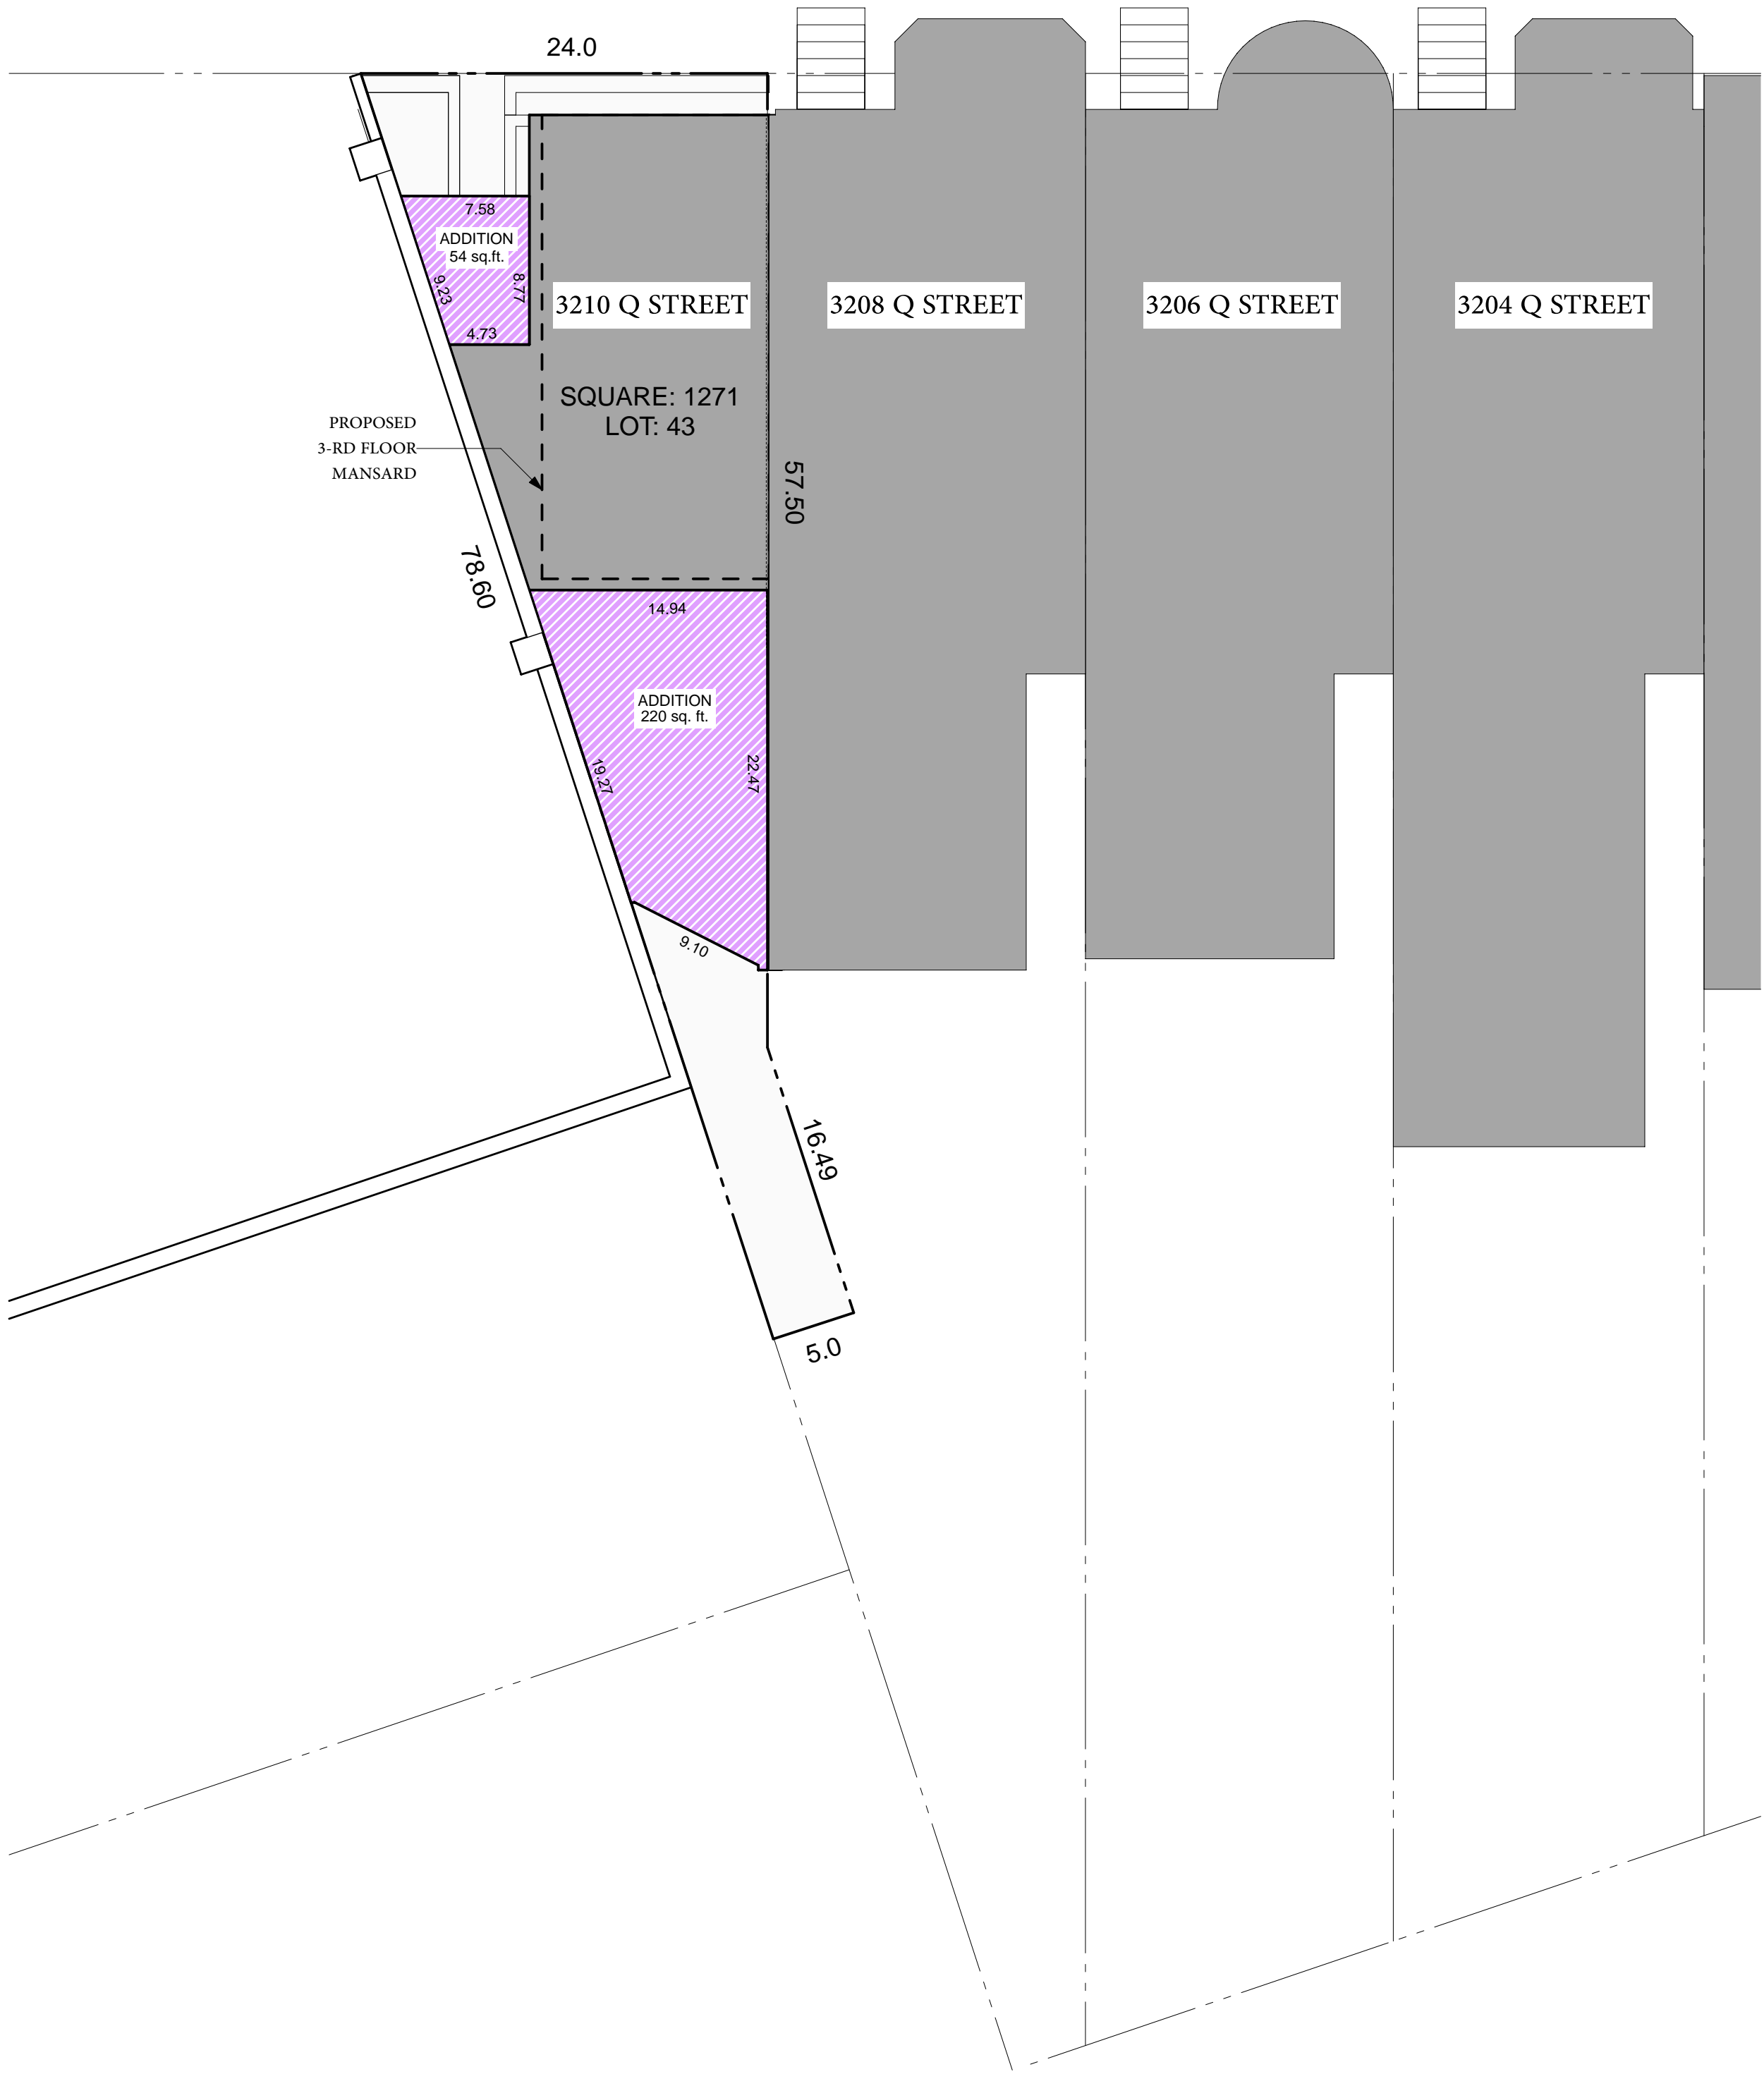 24.0
7.58
ADDITION
54 sq.ft.
9.23
8.77
4.73
3210 Q STREET
3208 Q STREET
3206 Q STREET
3204 Q STREET
SQUARE: 1271
LOT: 43
PROPOSED
3-RD FLOOR
MANSARD
57.50
78.60
14.94
ADDITION
220 sq. ft.
19.27
22.47
9.10
16.49
5.0